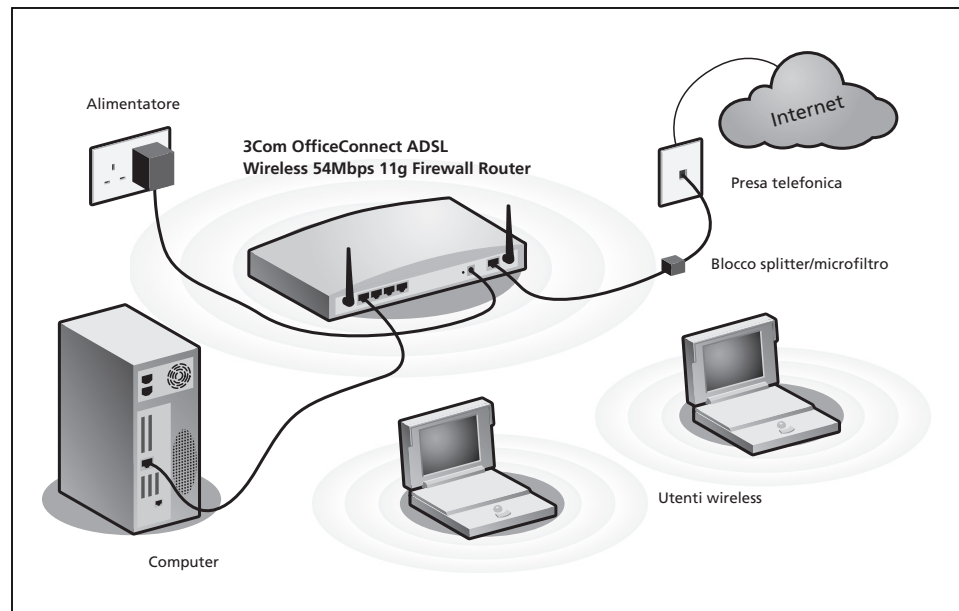 Alimentatore
3Com OfficeConnect ADSL
Wireless 54Mbps 11g Firewall Router
Internet
Presa telefonica
Blocco splitter/microfiltro
Utenti wireless
Computer